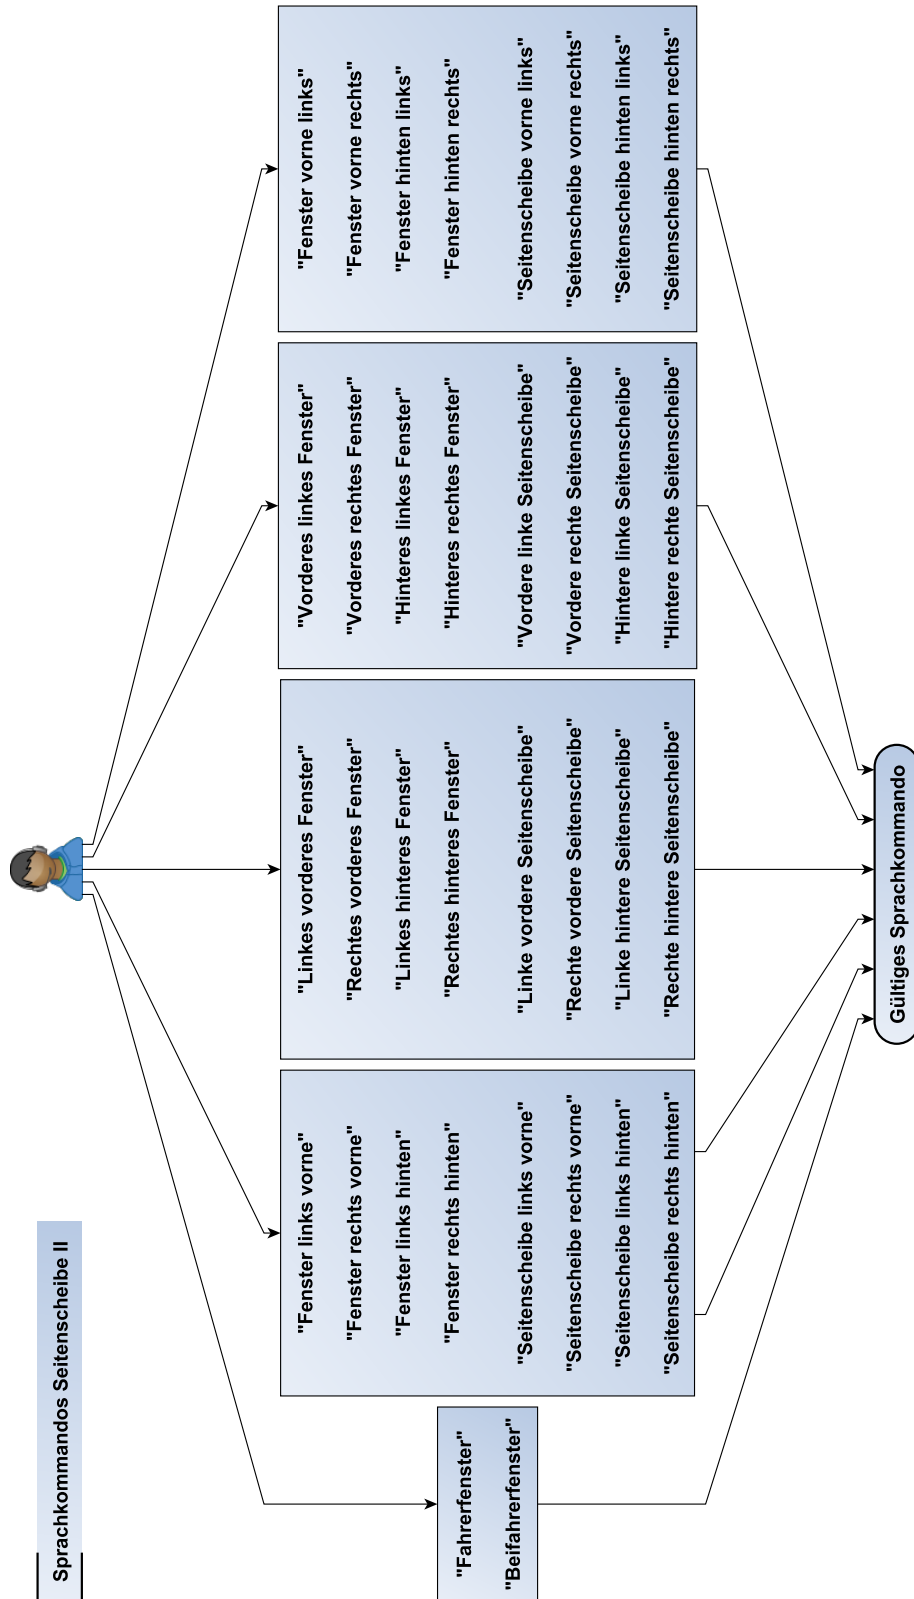 Sprachkommandos Seitenscheibe II
"Fahrerfenster"
"Beifahrerfenster"
"Fenster links vorne"
"Fenster rechts vorne"
"Fenster links hinten"
"Fenster rechts hinten"
"Seitenscheibe links vorne"
"Seitenscheibe rechts vorne"
"Seitenscheibe links hinten"
"Seitenscheibe rechts hinten"
"Linkes vorderes Fenster"
"Rechtes vorderes Fenster"
"Linkes hinteres Fenster"
"Rechtes hinteres Fenster"
"Linke vordere Seitenscheibe"
"Rechte vordere Seitenscheibe"
"Linke hintere Seitenscheibe"
"Rechte hintere Seitenscheibe"
"Vorderes linkes Fenster"
"Vorderes rechtes Fenster"
"Hinteres linkes Fenster"
"Hinteres rechtes Fenster"
"Vordere linke Seitenscheibe"
"Vordere rechte Seitenscheibe"
"Hintere linke Seitenscheibe"
"Hintere rechte Seitenscheibe"
"Fenster vorne links"
"Fenster vorne rechts"
"Fenster hinten links"
"Fenster hinten rechts"
"Seitenscheibe vorne links"
"Seitenscheibe vorne rechts"
"Seitenscheibe hinten links"
"Seitenscheibe hinten rechts"
Gültiges Sprachkommando